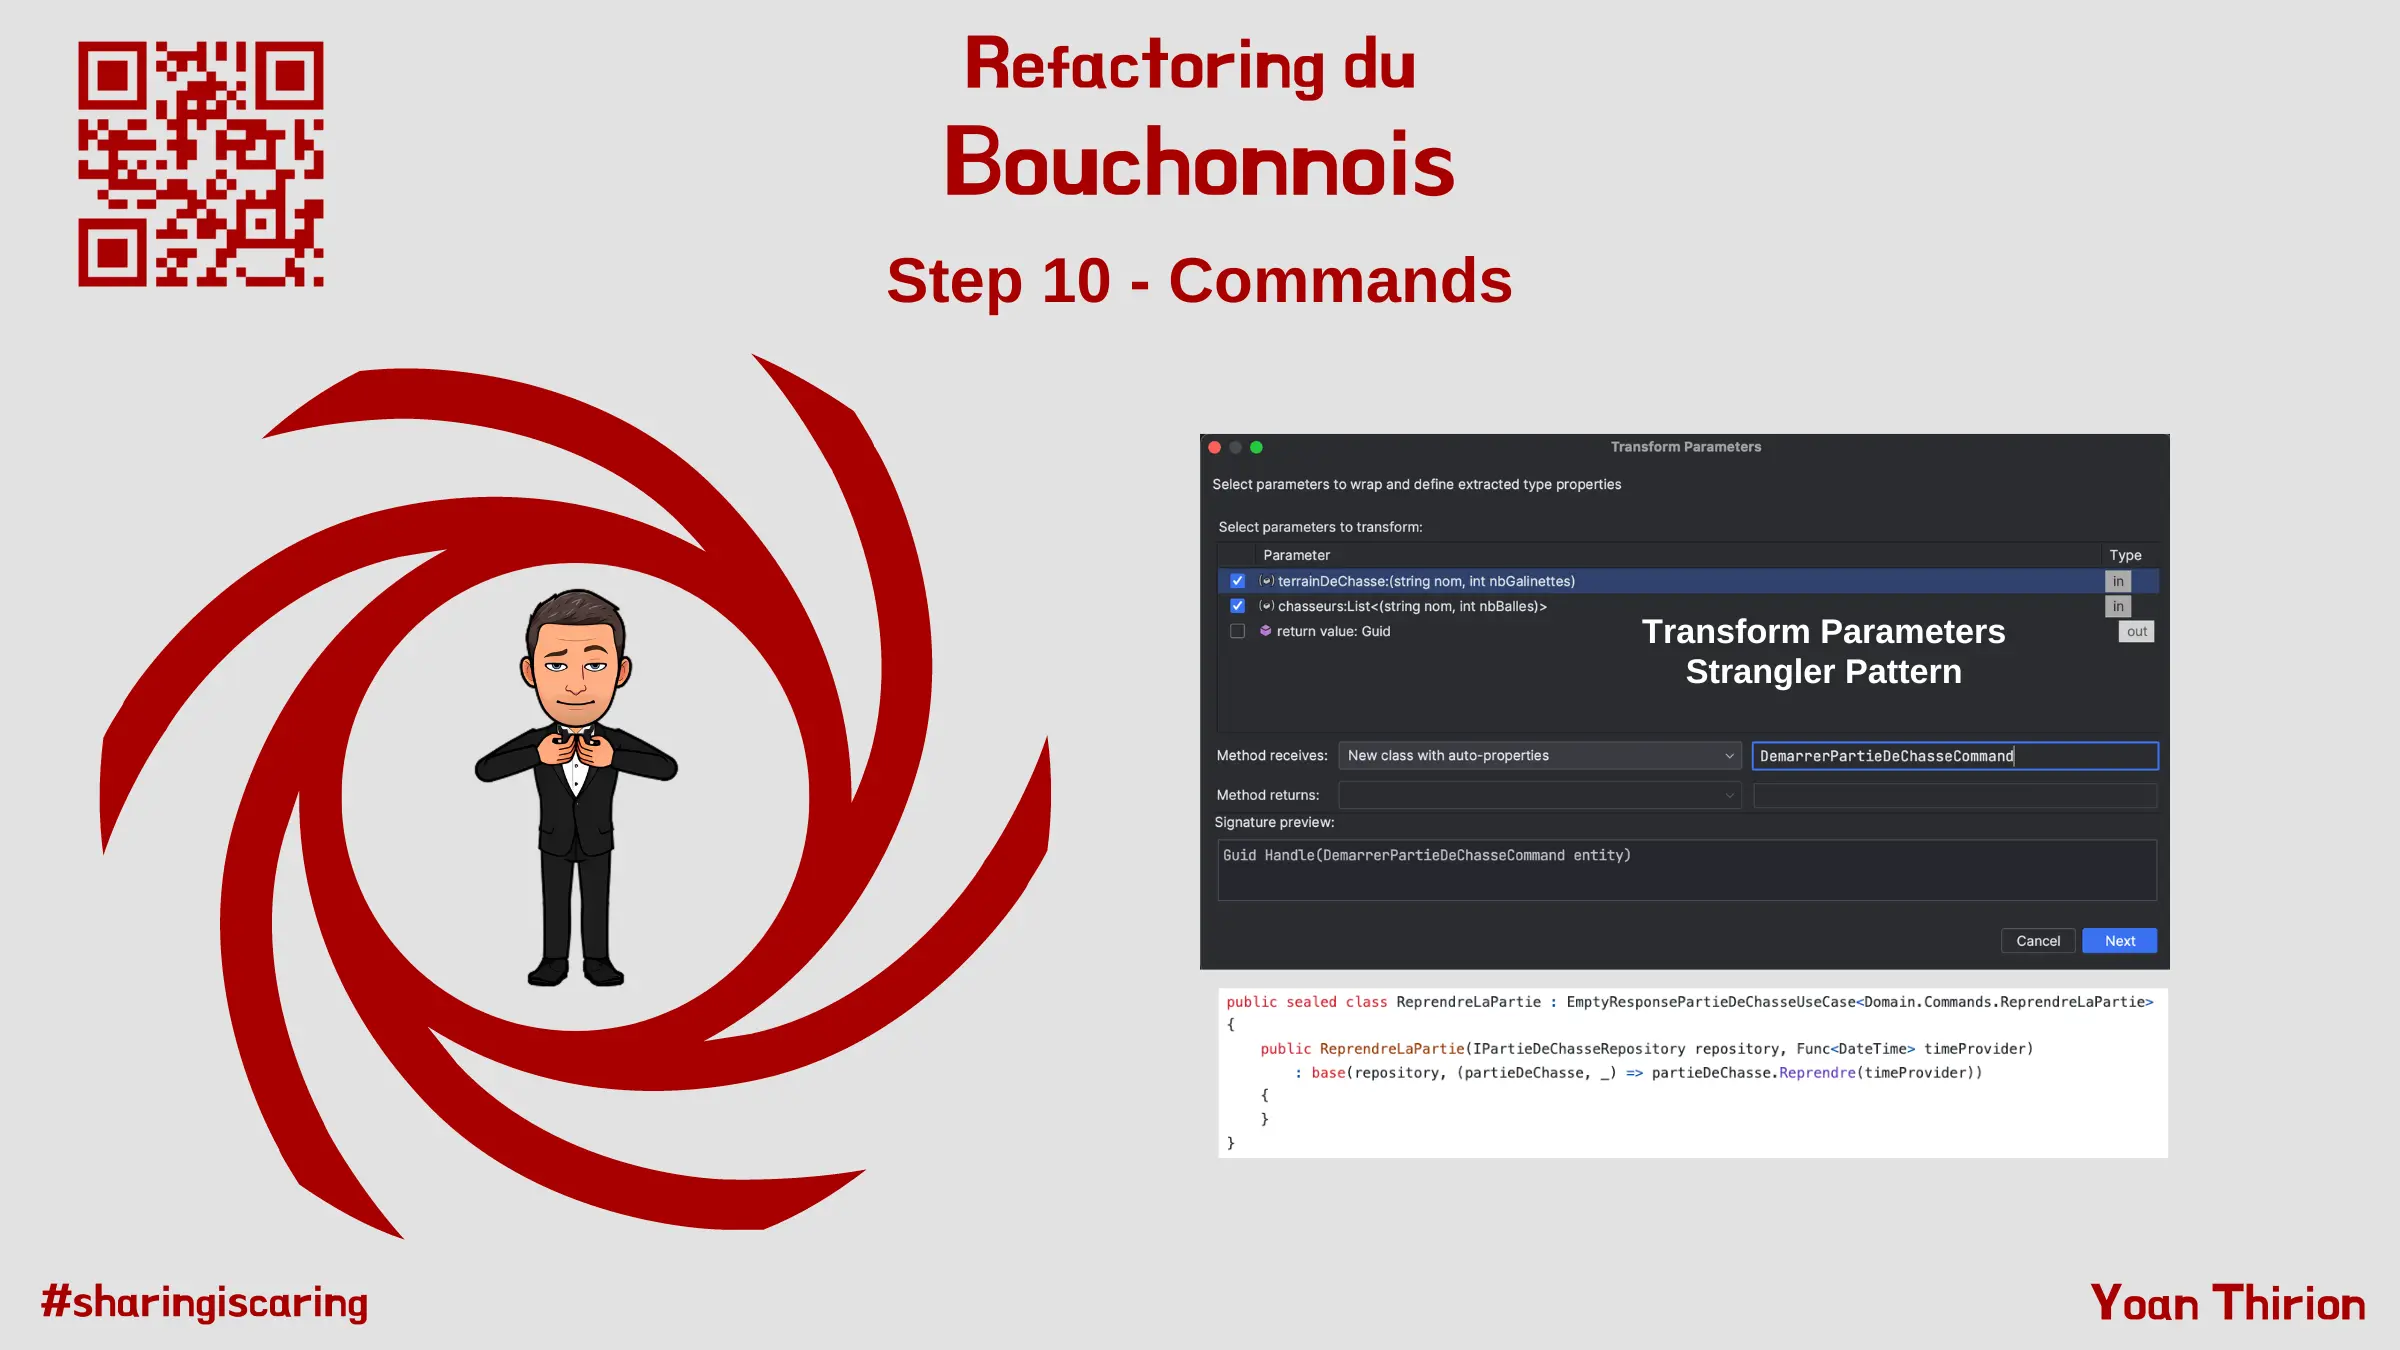 Refactoring du
Bouchonnois
Step 10 - Commands
Transform Parameters
Select parameters to wrap and define extracted type properties
Select parameters to transform:
Parameter Type
terrainDeChasse:(string nom, int nbGalinettes) in
chasseurs:List<(string nom, int nbBalles)> in
return value: Guid out
Transform Parameters
Strangler Pattern
Method receives: New class with auto-properties DemarrerPartieDeChasseCommand
Method returns:
Signature preview:
Guid Handle(DemarrerPartieDeChasseCommand entity)
Cancel Next
public sealed class ReprendreLaPartie : EmptyResponsePartieDeChasseUseCase<Domain.Commands.ReprendreLaPartie>
{
public ReprendreLaPartie(IPartieDeChasseRepository repository, Func<DateTime> timeProvider)
: base(repository, (partieDeChasse, _) => partieDeChasse.Reprendre(timeProvider))
{
}
}
#sharingiscaring
Yoan Thirion